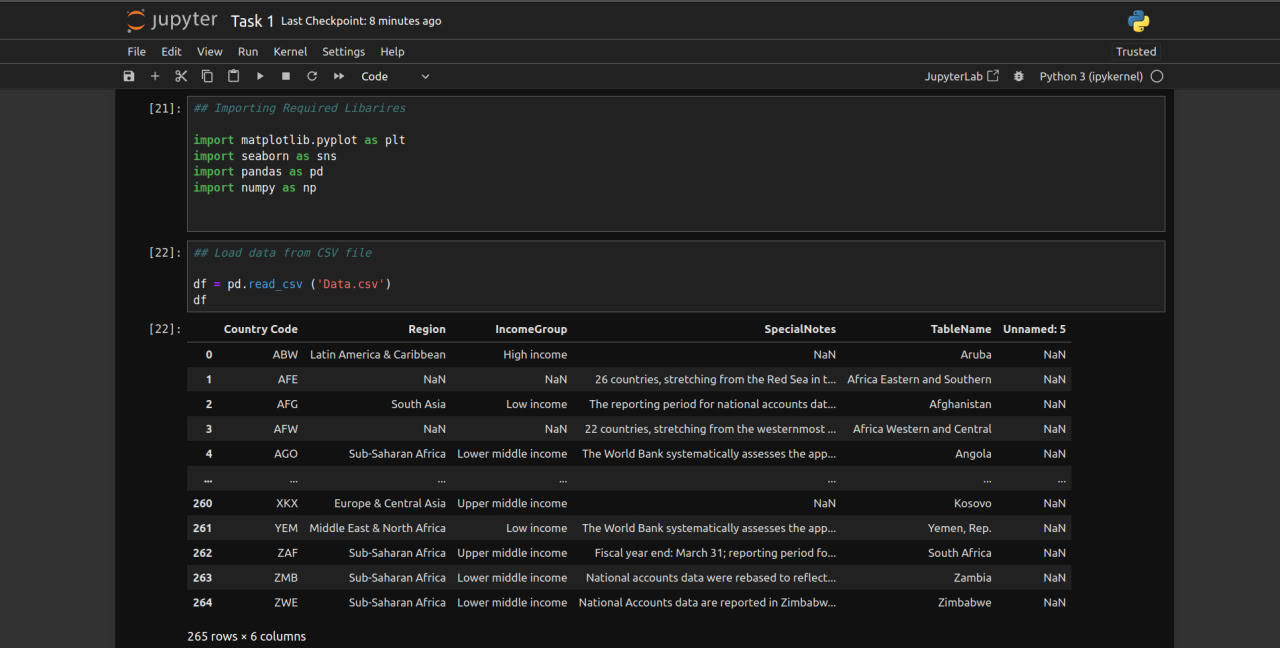 jupyter Task 1 Last Checkpoint: 8 minutes ago
File Edit View Run Kernel Settings Help Trusted
Code JupyterLab Python 3 (ipykernel)
[21]: ## Importing Required Libarires
import matplotlib.pyplot as plt
import seaborn as sns
import pandas as pd
import numpy as np
[22]: ## Load data from CSV file
df = pd.read_csv ('Data.csv')
df
[22]: Country Code Region IncomeGroup SpecialNotes TableName Unnamed: 5
0 ABW Latin America & Caribbean High income NaN Aruba NaN
1 AFE NaN NaN 26 countries, stretching from the Red Sea in t... Africa Eastern and Southern NaN
2 AFG South Asia Low income The reporting period for national accounts dat... Afghanistan NaN
3 AFW NaN NaN 22 countries, stretching from the westernmost ... Africa Western and Central NaN
4 AGO Sub-Saharan Africa Lower middle income The World Bank systematically assesses the app... Angola NaN
... ... ... ... ... ... ...
260 XKX Europe & Central Asia Upper middle income NaN Kosovo NaN
261 YEM Middle East & North Africa Low income The World Bank systematically assesses the app... Yemen, Rep. NaN
262 ZAF Sub-Saharan Africa Upper middle income Fiscal year end: March 31; reporting period fo... South Africa NaN
263 ZMB Sub-Saharan Africa Lower middle income National accounts data were rebased to reflect... Zambia NaN
264 ZWE Sub-Saharan Africa Lower middle income National Accounts data are reported in Zimbabw... Zimbabwe NaN
265 rows × 6 columns